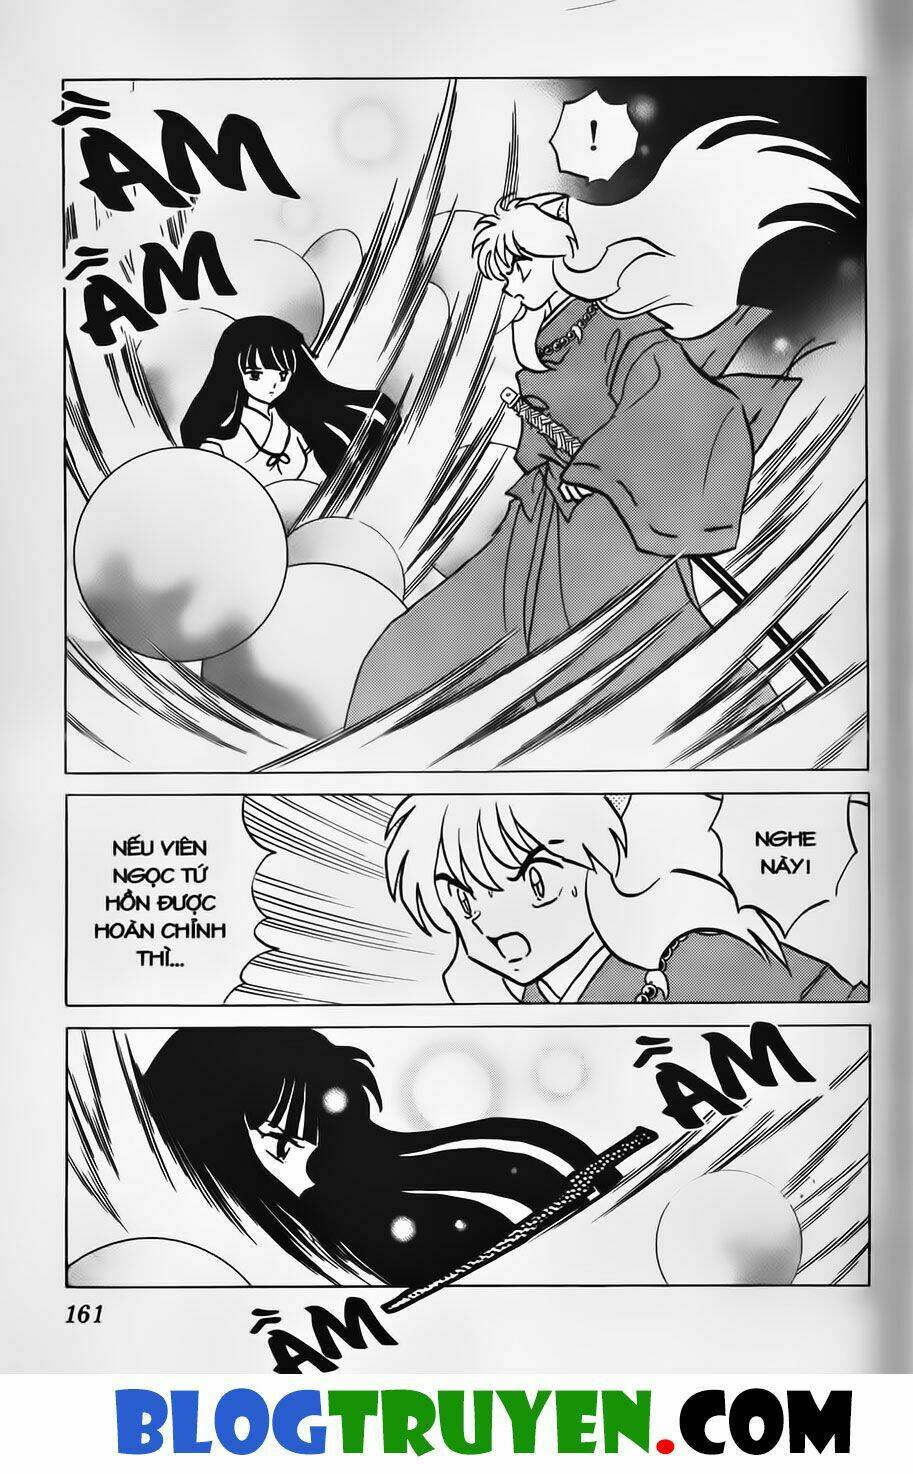 ẦM
ẦM
!
NGHE
NÀY!
NẾU VIÊN
NGỌC TỨ
HỒN ĐƯỢC
HOÀN CHỈNH
THÌ...
ẦM
161
ẦM
BLOGTRUYEN.COM